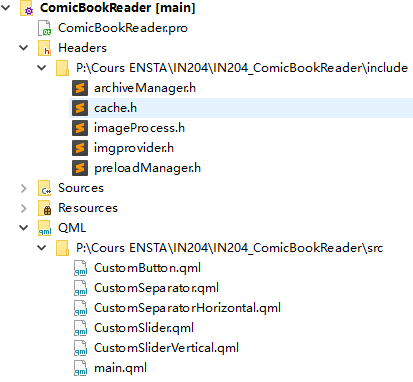 ComicBookReader [main]
ComicBookReader.pro
Headers
P:\Cours ENSTA\IN204\IN204_ComicBookReader\include
archiveManager.h
cache.h
imageProcess.h
imgprovider.h
preloadManager.h
Sources
Resources
QML
P:\Cours ENSTA\IN204\IN204_ComicBookReader\src
CustomButton.qml
CustomSeparator.qml
CustomSeparatorHorizontal.qml
CustomSlider.qml
CustomSliderVertical.qml
main.qml